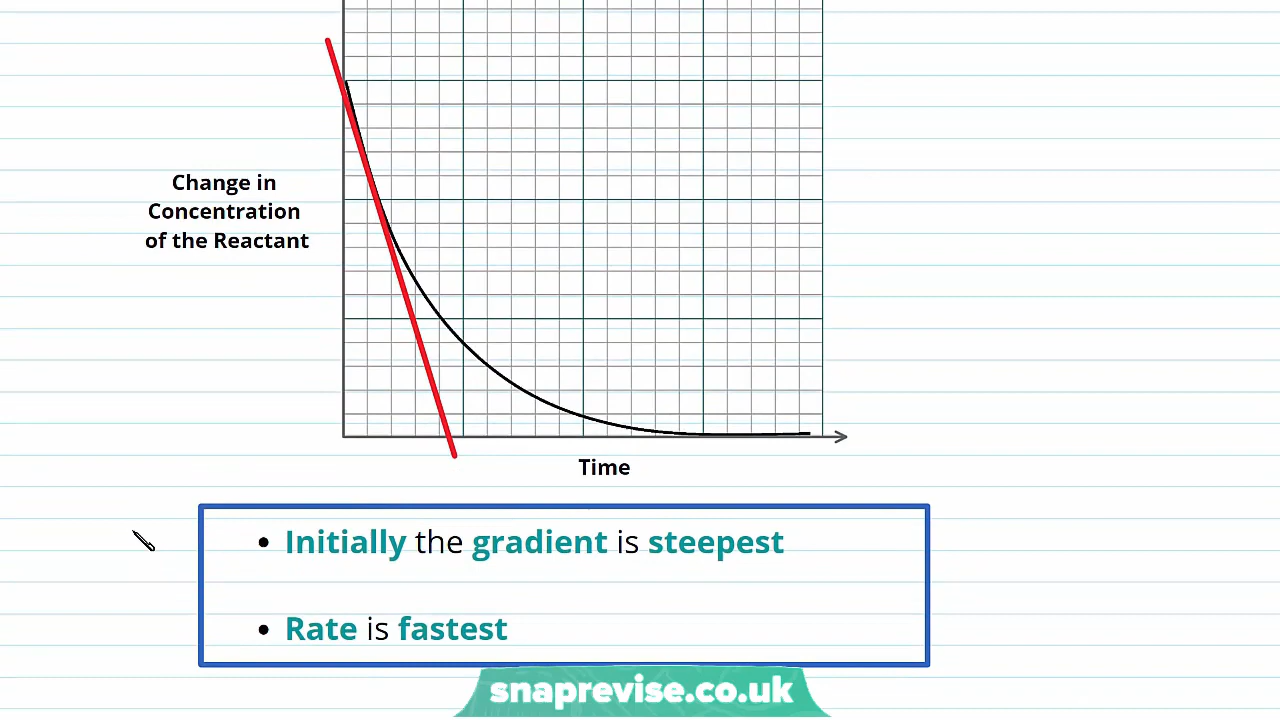 Change in
Concentration
of the Reactant
Time
• Initially the gradient is steepest
• Rate is fastest
snaprevise.co.uk